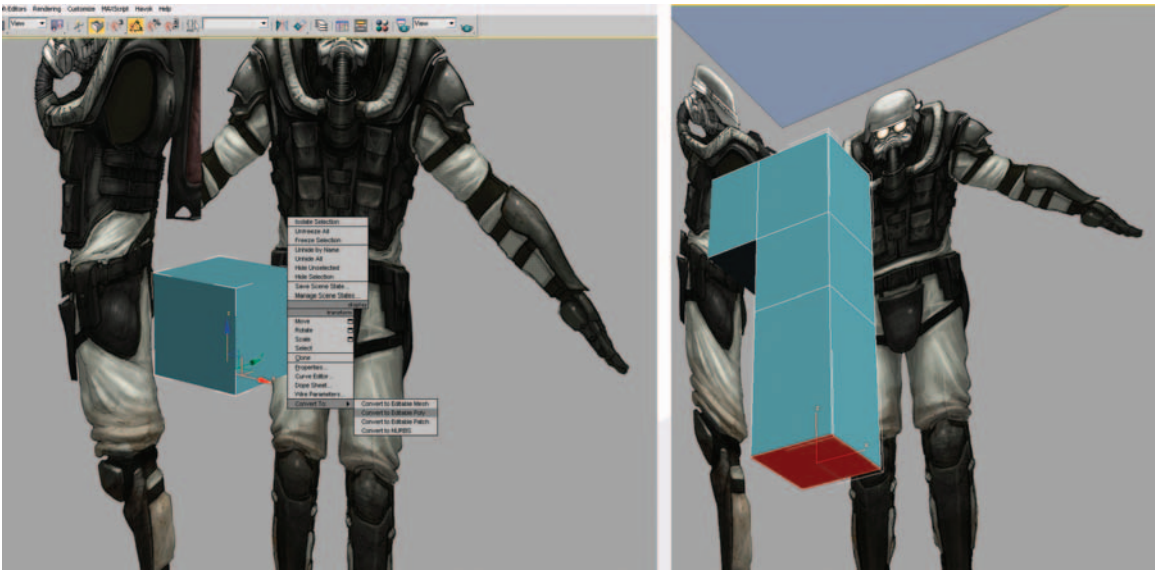 Editors Rendering Customize MAXScript Havok Help
View
View
Isolate Selection
Unfreeze All
Freeze Selection
Unhide by Name
Unhide All
Hide Unselected
Hide Selection
Save Scene State...
Manage Scene States...
display
transform
Move
Rotate
Scale
Select
Clone
Properties...
Curve Editor...
Dope Sheet...
Wire Parameters...
Convert To:
Convert to Editable Mesh
Convert to Editable Poly
Convert to Editable Patch
Convert to NURBS